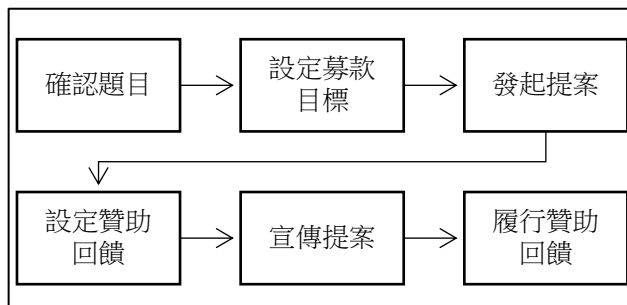 確認題目
設定募款
目標
發起提案
設定贊助
回饋
宣傳提案
履行贊助
回饋